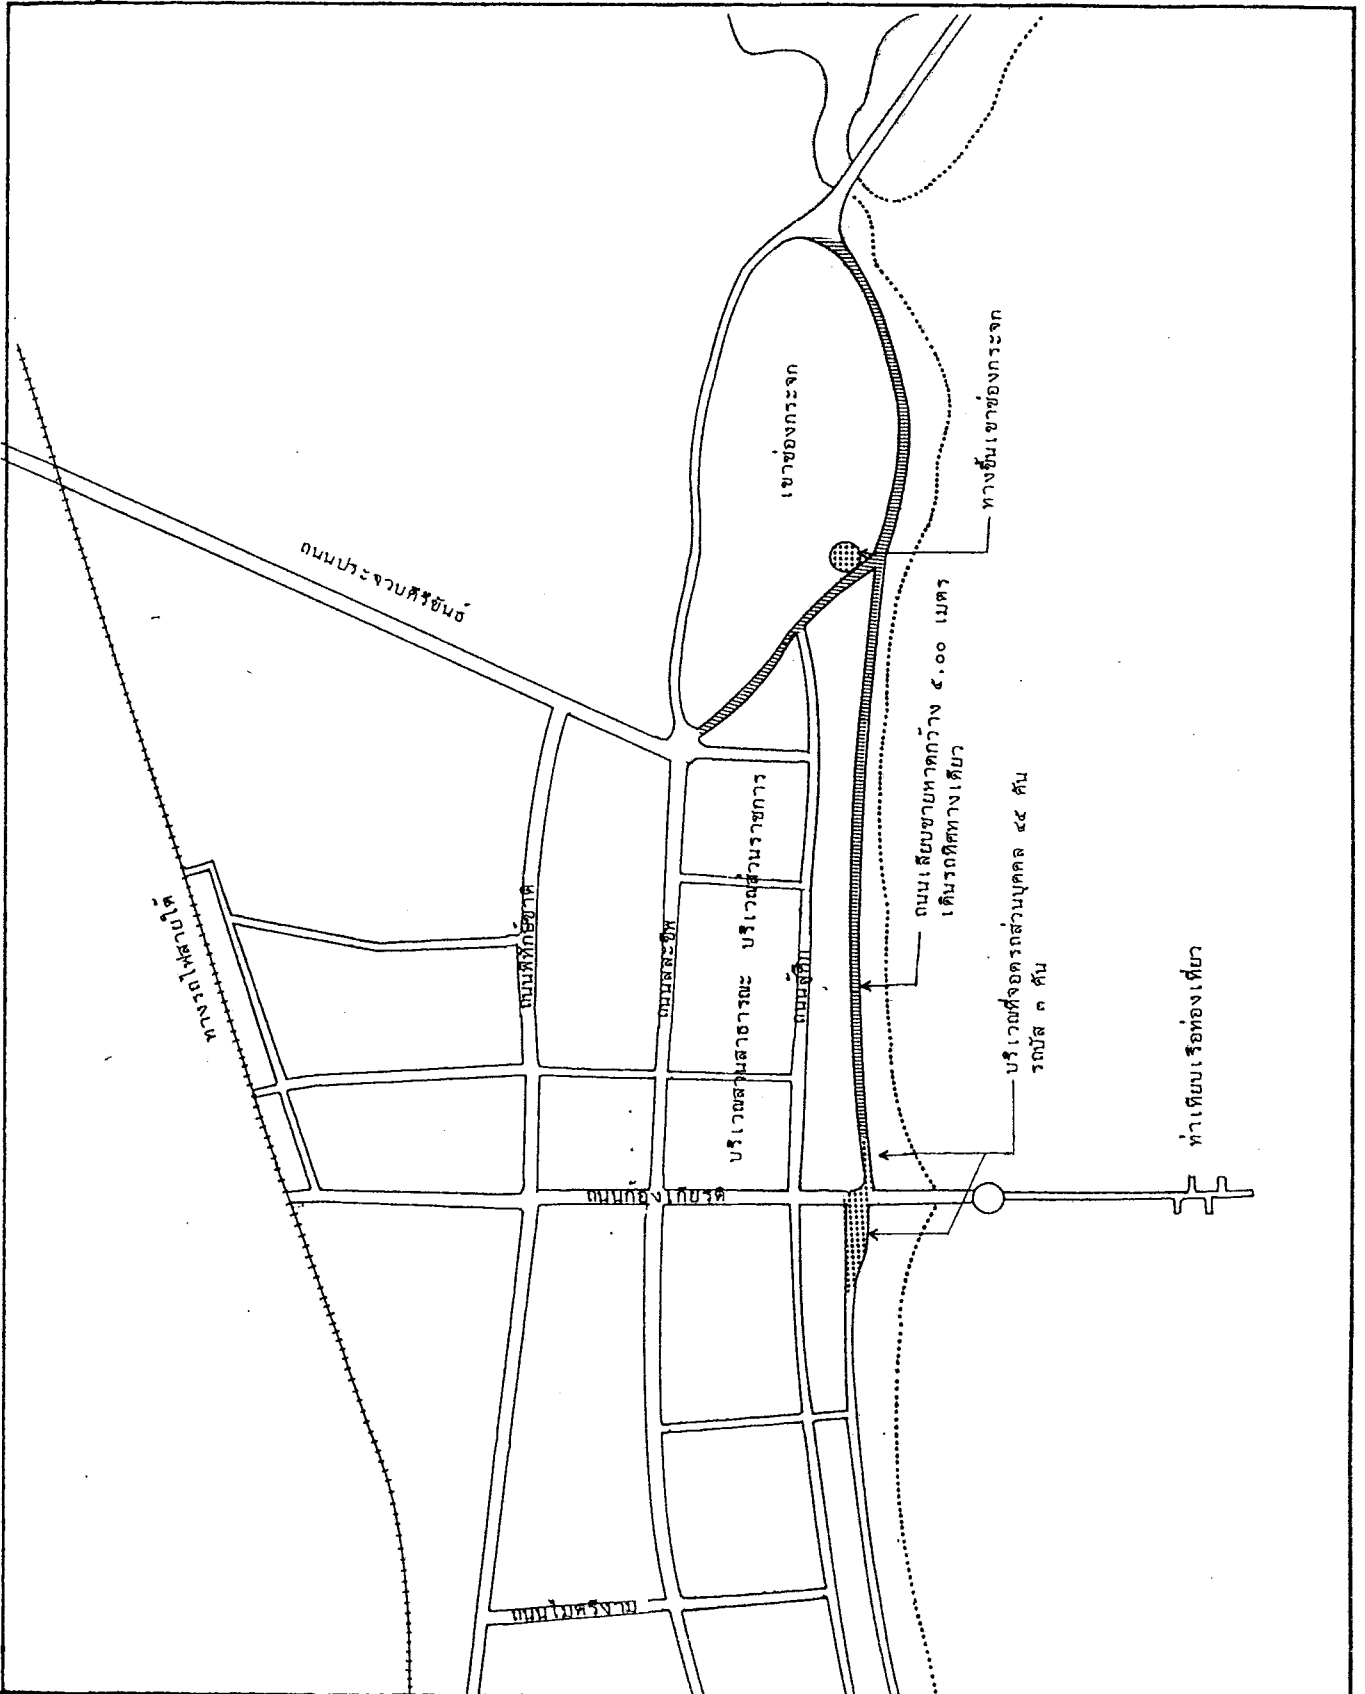 ถนนประจวบคีรีขันธ์
เขาช่องกระจก
ทางขึ้นเขาช่องกระจก
ถนนเลียบชายหาดกว้าง ๕.๐๐ เมตร
เดินรถทิศทางเดียว
บริเวณที่จอดรถส่วนบุคคล ๔๕ คัน
รถบัส ๓ คัน
ท่าเทียบเรือท่องเที่ยว
บริเวณส่วนราชการ
บริเวณสวนสาธารณะ
ทางรถไฟสายใต้
ถนนพิทักษ์ชาติ
ถนนสละชีพ
ถนนสู้ศึก
ถนนก้องเกียรติ
ถนนไมตรีงาม